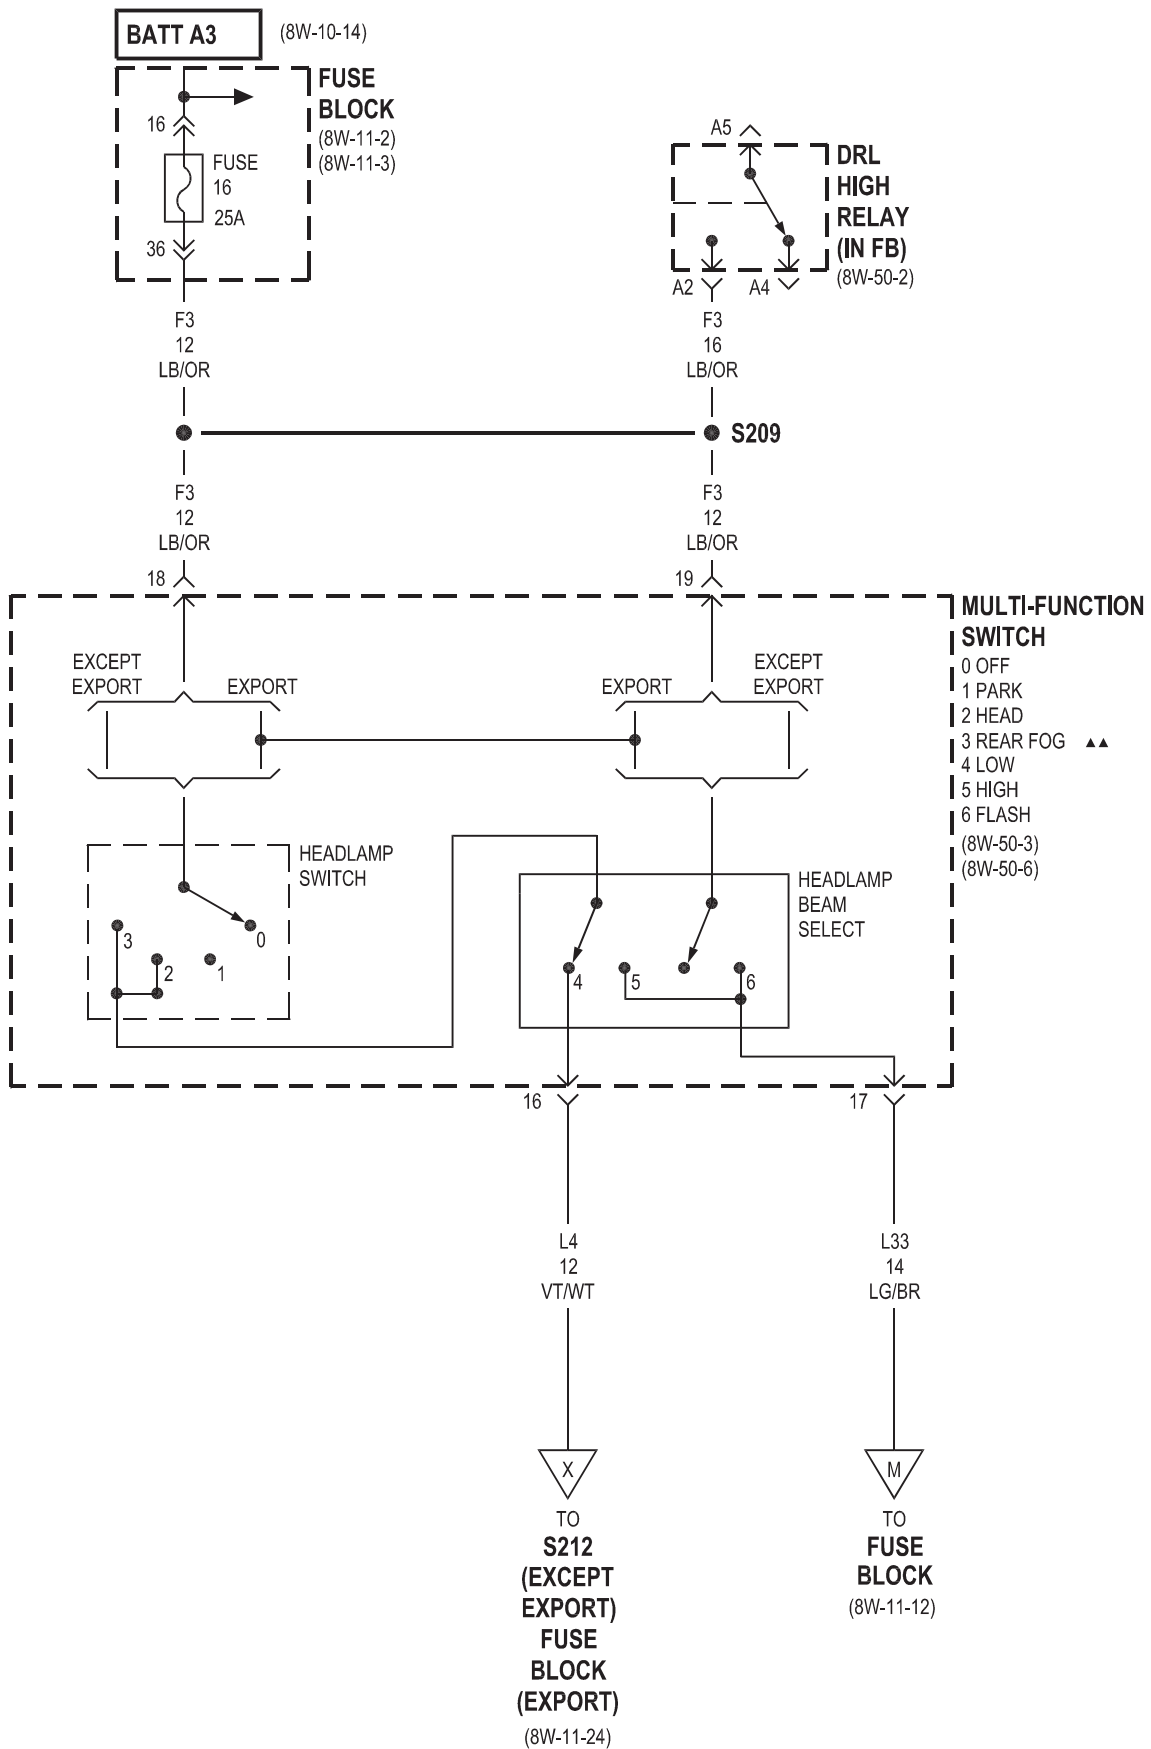 BATT A3
(8W-10-14)
FUSE
BLOCK
(8W-11-2)
(8W-11-3)
16
FUSE
16
25A
36
A5
DRL
HIGH
RELAY
(IN FB)
(8W-50-2)
A2
A4
F3
12
LB/OR
F3
16
LB/OR
S209
F3
12
LB/OR
F3
12
LB/OR
18
19
MULTI-FUNCTION
SWITCH
0 OFF
1 PARK
2 HEAD
3 REAR FOG ▲▲
4 LOW
5 HIGH
6 FLASH
(8W-50-3)
(8W-50-6)
EXCEPT
EXPORT
EXPORT
EXPORT
EXCEPT
EXPORT
HEADLAMP
SWITCH
3
2
1
0
HEADLAMP
BEAM
SELECT
4
5
6
16
17
L4
12
VT/WT
L33
14
LG/BR
X
M
TO
S212
(EXCEPT
EXPORT)
FUSE
BLOCK
(EXPORT)
(8W-11-24)
TO
FUSE
BLOCK
(8W-11-12)